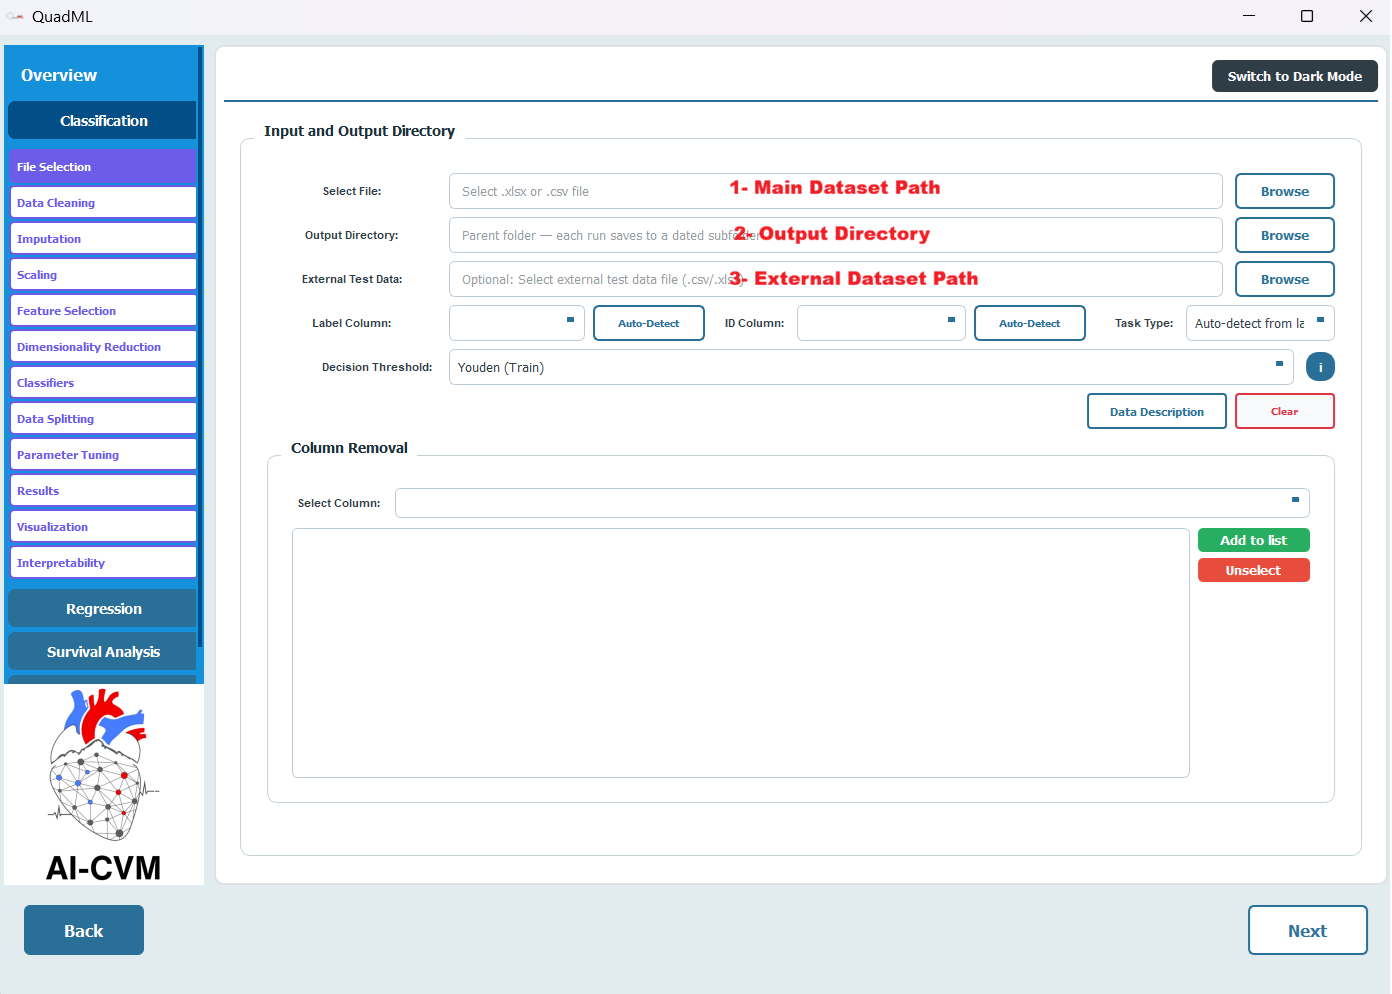 QuadML
Overview
Switch to Dark Mode
Classification
File Selection
Data Cleaning
Imputation
Scaling
Feature Selection
Dimensionality Reduction
Classifiers
Data Splitting
Parameter Tuning
Results
Visualization
Interpretability
Regression
Survival Analysis
AI-CVM
Input and Output Directory
Select File: Select .xlsx or .csv file 1- Main Dataset Path Browse
Output Directory: Parent folder — each run saves to a dated subfolder 2- Output Directory Browse
External Test Data: Optional: Select external test data file (.csv/.xlsx) 3- External Dataset Path Browse
Label Column: Auto-Detect ID Column: Auto-Detect Task Type: Auto-detect from la
Decision Threshold: Youden (Train) i
Data Description Clear
Column Removal
Select Column:
Add to list
Unselect
Back Next